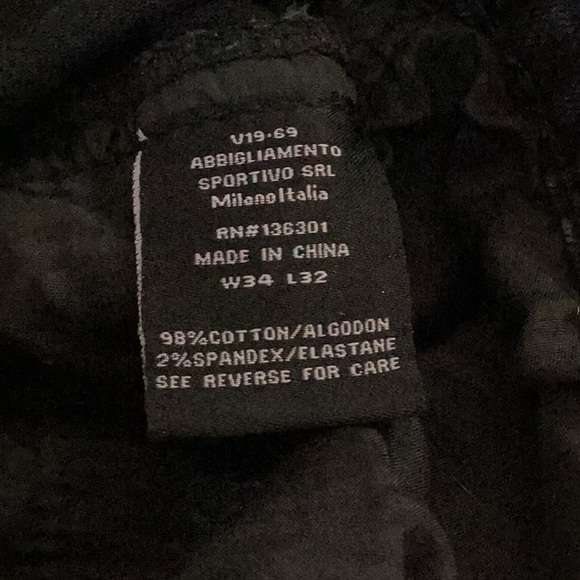 V19·69
ABBIGLIAMENTO
SPORTIVO SRL
Milano Italia
RN#136301
MADE IN CHINA
W34 L32
98%COTTON/ALGODON
2%SPANDEX/ELASTANE
SEE REVERSE FOR CARE